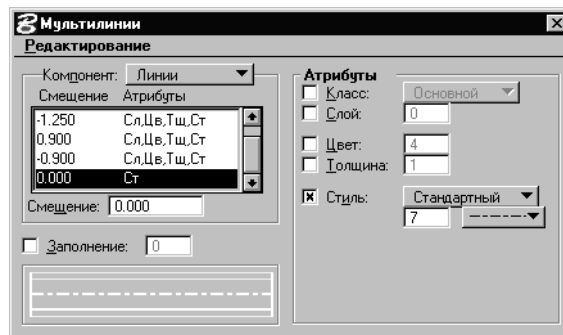 Мультилинии
Редактирование
Компонент: Линии
Смещение Атрибуты
-1.250 Сл,Цв,Тщ,Ст
0.900 Сл,Цв,Тщ,Ст
-0.900 Сл,Цв,Тщ,Ст
0.000 Ст
Смещение: 0.000
Заполнение: 0
Атрибуты
Класс: Основной
Слой: 0
Цвет: 4
Толщина: 1
Стиль: Стандартный
7